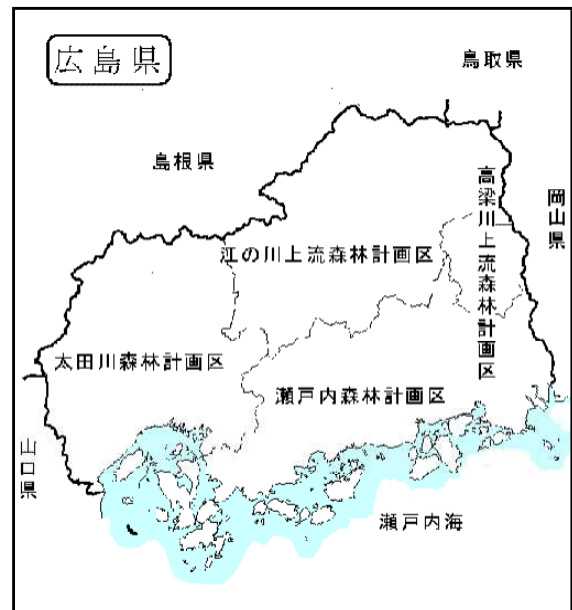 広島県
鳥取県
島根県
岡山県
高梁川上流森林計画区
江の川上流森林計画区
太田川森林計画区
瀬戸内森林計画区
山口県
瀬戸内海